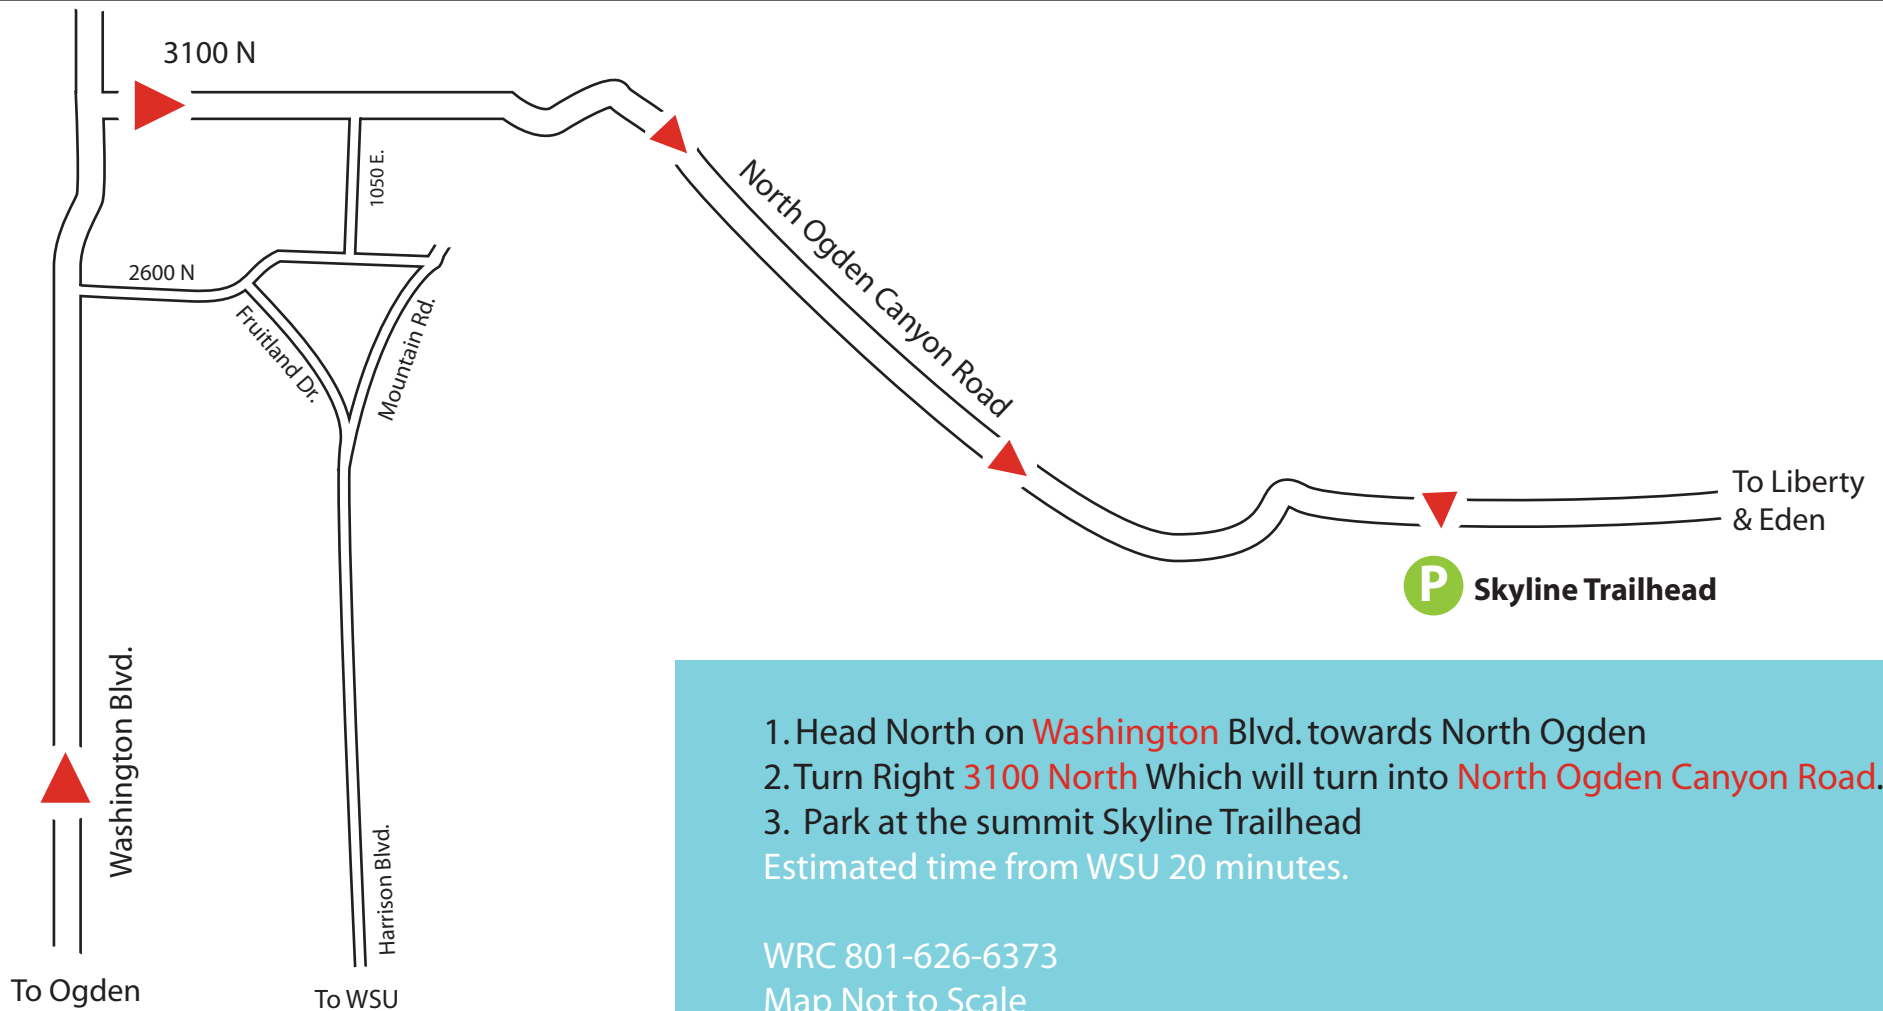 3100 N
1050 E.
2600 N
Fruitland Dr.
Mountain Rd.
North Ogden Canyon Road
To Liberty
& Eden
P Skyline Trailhead
Washington Blvd.
Harrison Blvd.
To Ogden
To WSU
1. Head North on Washington Blvd. towards North Ogden
2. Turn Right 3100 North Which will turn into North Ogden Canyon Road.
3. Park at the summit Skyline Trailhead
Estimated time from WSU 20 minutes.
WRC 801-626-6373
Map Not to Scale